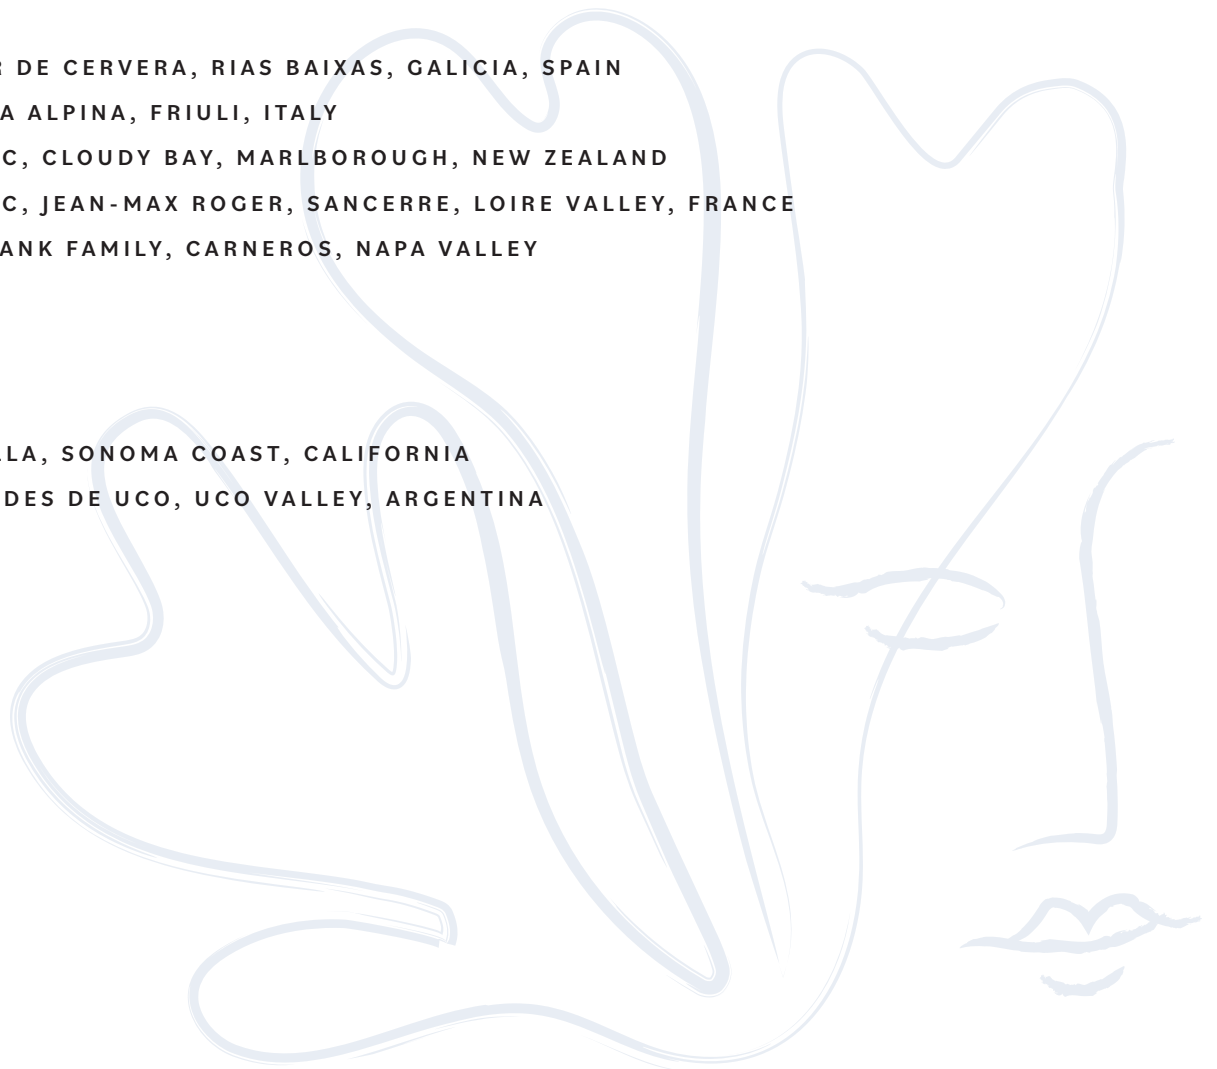 DE CERVERA, RIAS BAIXAS, GALICIA, SPAIN
A ALPINA, FRIULI, ITALY
C, CLOUDY BAY, MARLBOROUGH, NEW ZEALAND
C, JEAN-MAX ROGER, SANCERRE, LOIRE VALLEY, FRANCE
ANK FAMILY, CARNEROS, NAPA VALLEY
LA, SONOMA COAST, CALIFORNIA
DES DE UCO, UCO VALLEY, ARGENTINA